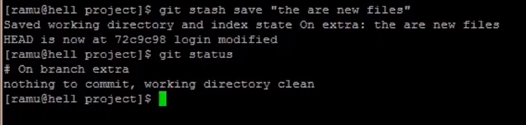 [ramu@hell project]$ git stash save "the are new files"
Saved working directory and index state On extra: the are new files
HEAD is now at 72c9c98 login modified
[ramu@hell project]$ git status
# On branch extra
nothing to commit, working directory clean
[ramu@hell project]$